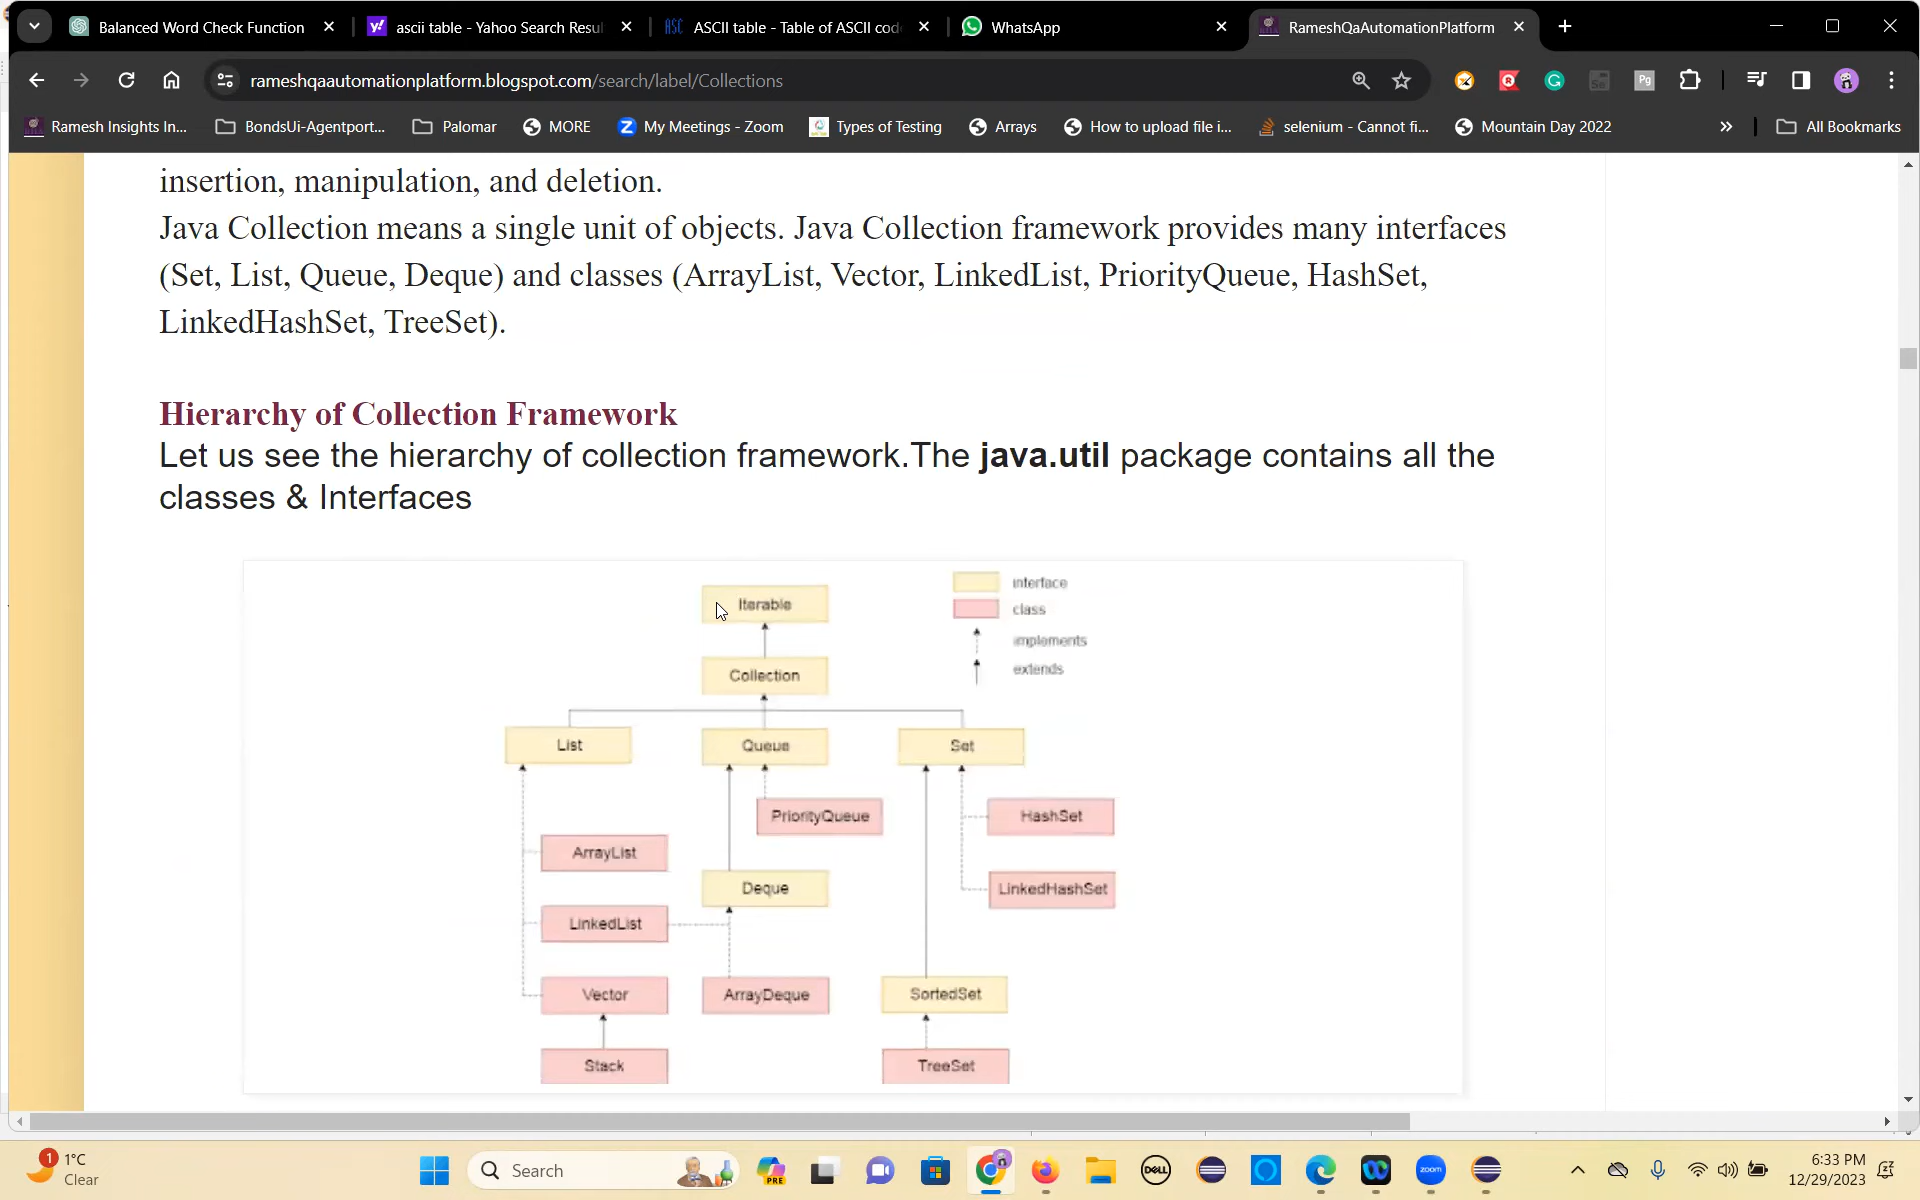 Balanced Word Check Function
ascii table - Yahoo Search Resul
ASC
ASCII table - Table of ASCII code
WhatsApp
RameshQaAutomationPlatform
rameshqaautomationplatform.blogspot.com/search/label/Collections
Ramesh Insights In...
BondsUi-Agentport...
Palomar
MORE
My Meetings - Zoom
Types of Testing
Arrays
How to upload file i...
selenium - Cannot fi...
Mountain Day 2022
All Bookmarks
insertion, manipulation, and deletion.
Java Collection means a single unit of objects. Java Collection framework provides many interfaces
(Set, List, Queue, Deque) and classes (ArrayList, Vector, LinkedList, PriorityQueue, HashSet,
LinkedHashSet, TreeSet).
Hierarchy of Collection Framework
Let us see the hierarchy of collection framework.The java.util package contains all the
classes & Interfaces
Iterable
interface
class
implements
extends
Collection
List
Queue
Set
PriorityQueue
HashSet
ArrayList
Deque
LinkedHashSet
LinkedList
Vector
ArrayDeque
SortedSet
Stack
TreeSet
1
1°C
Clear
Search
PRE
DELL
zoom
6:33 PM
12/29/2023